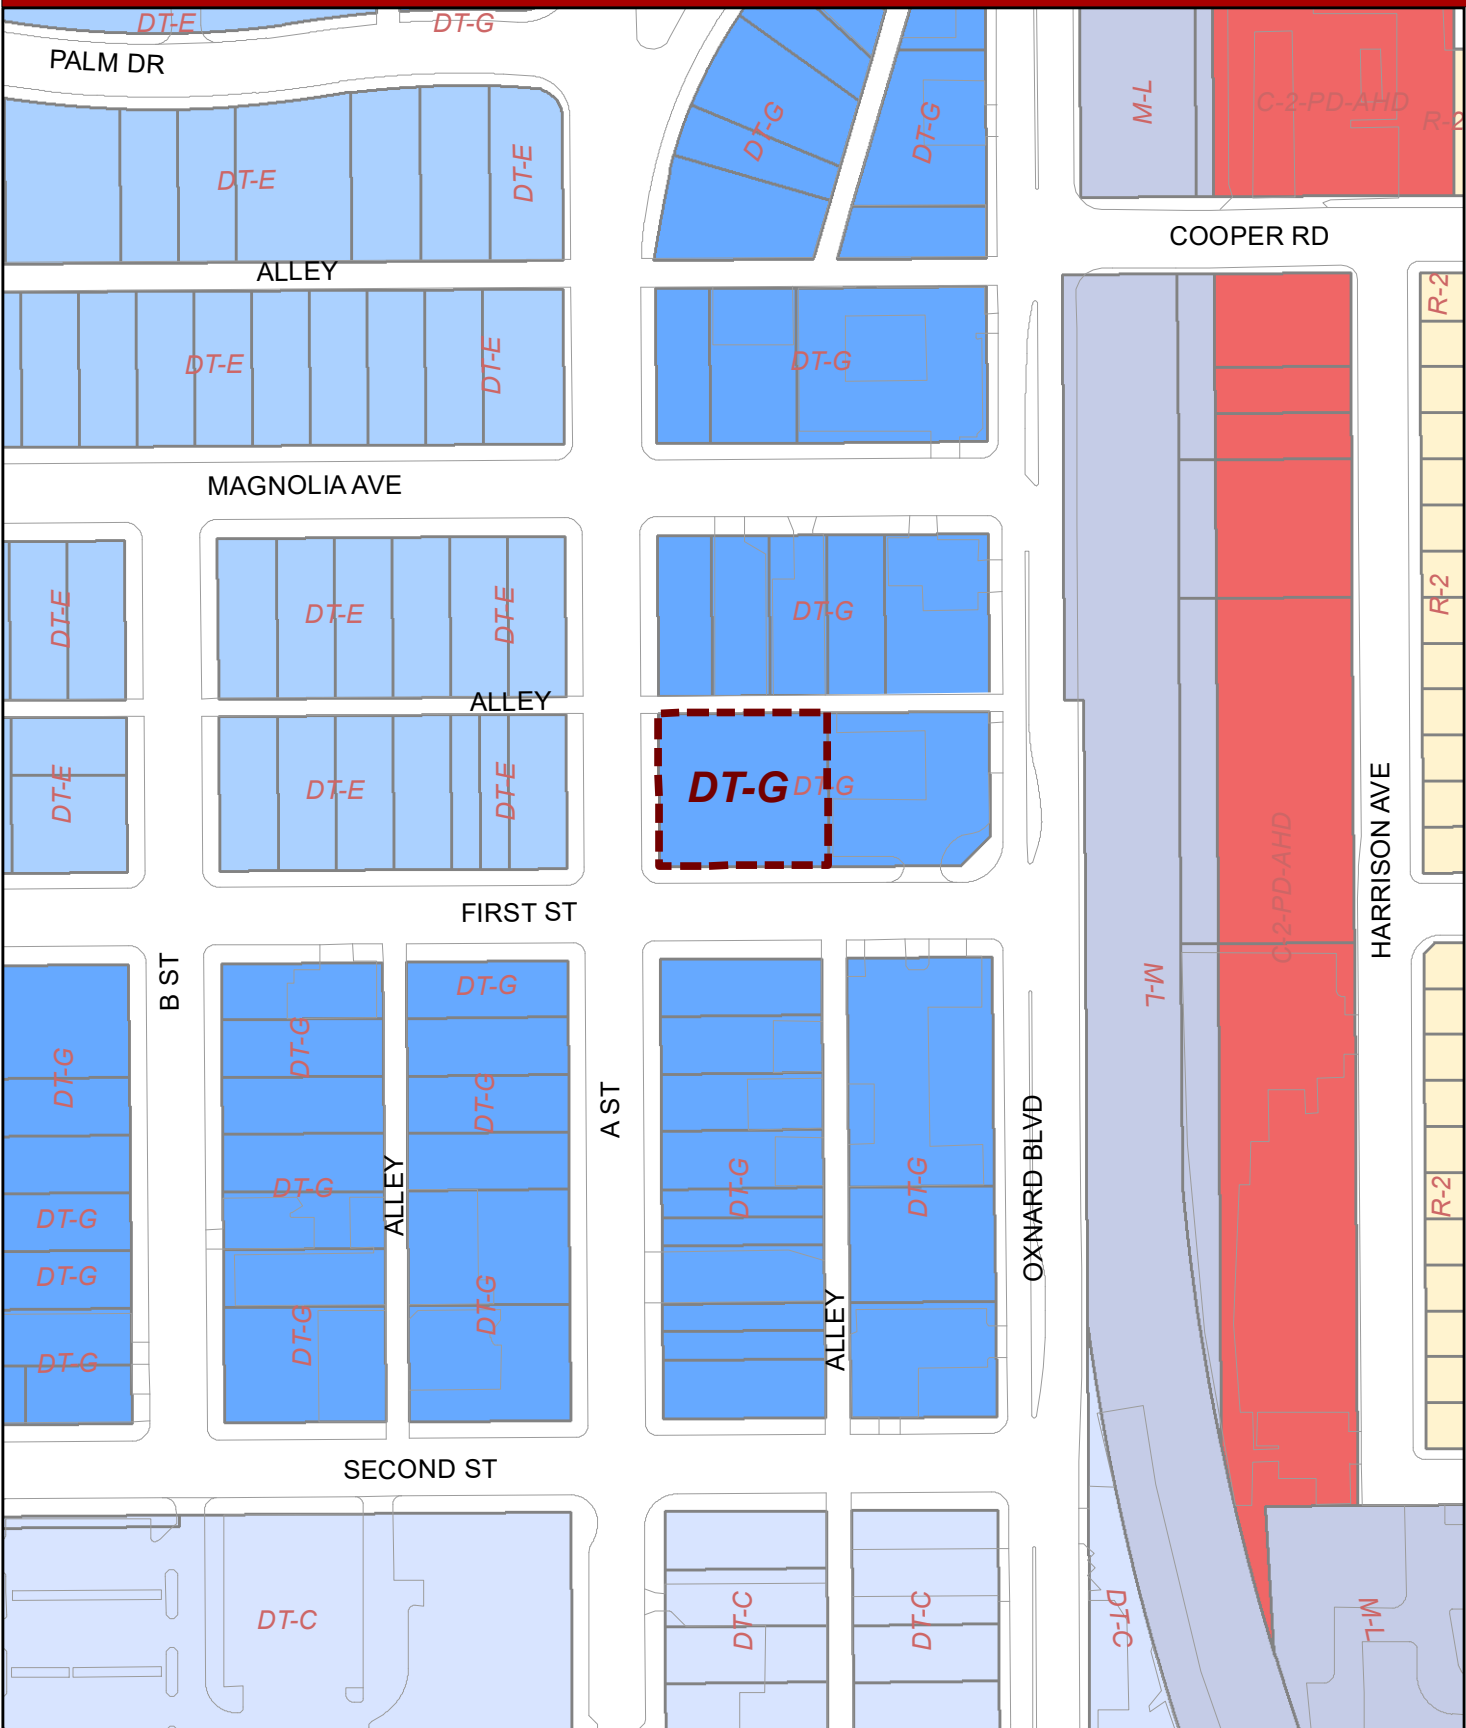 DT-E
DT-G
PALM DR
DT-G
DT-G
M-L
C-2-PD-AHD
R-2
DT-E
DT-E
COOPER RD
ALLEY
R-2
DT-E
DT-E
DT-G
MAGNOLIA AVE
DT-E
DT-E
DT-E
DT-G
R-2
ALLEY
DT-E
DT-E
DT-E
DT-G
DT-G
HARRISON AVE
C-2-PD-AHD
FIRST ST
B ST
DT-G
M-L
DT-G
DT-G
DT-G
A ST
OXNARD BLVD
DT-G
ALLEY
DT-G
DT-G
R-2
DT-G
DT-G
DT-G
DT-G
ALLEY
DT-G
SECOND ST
DT-C
DT-C
DT-C
DT-C
M-L